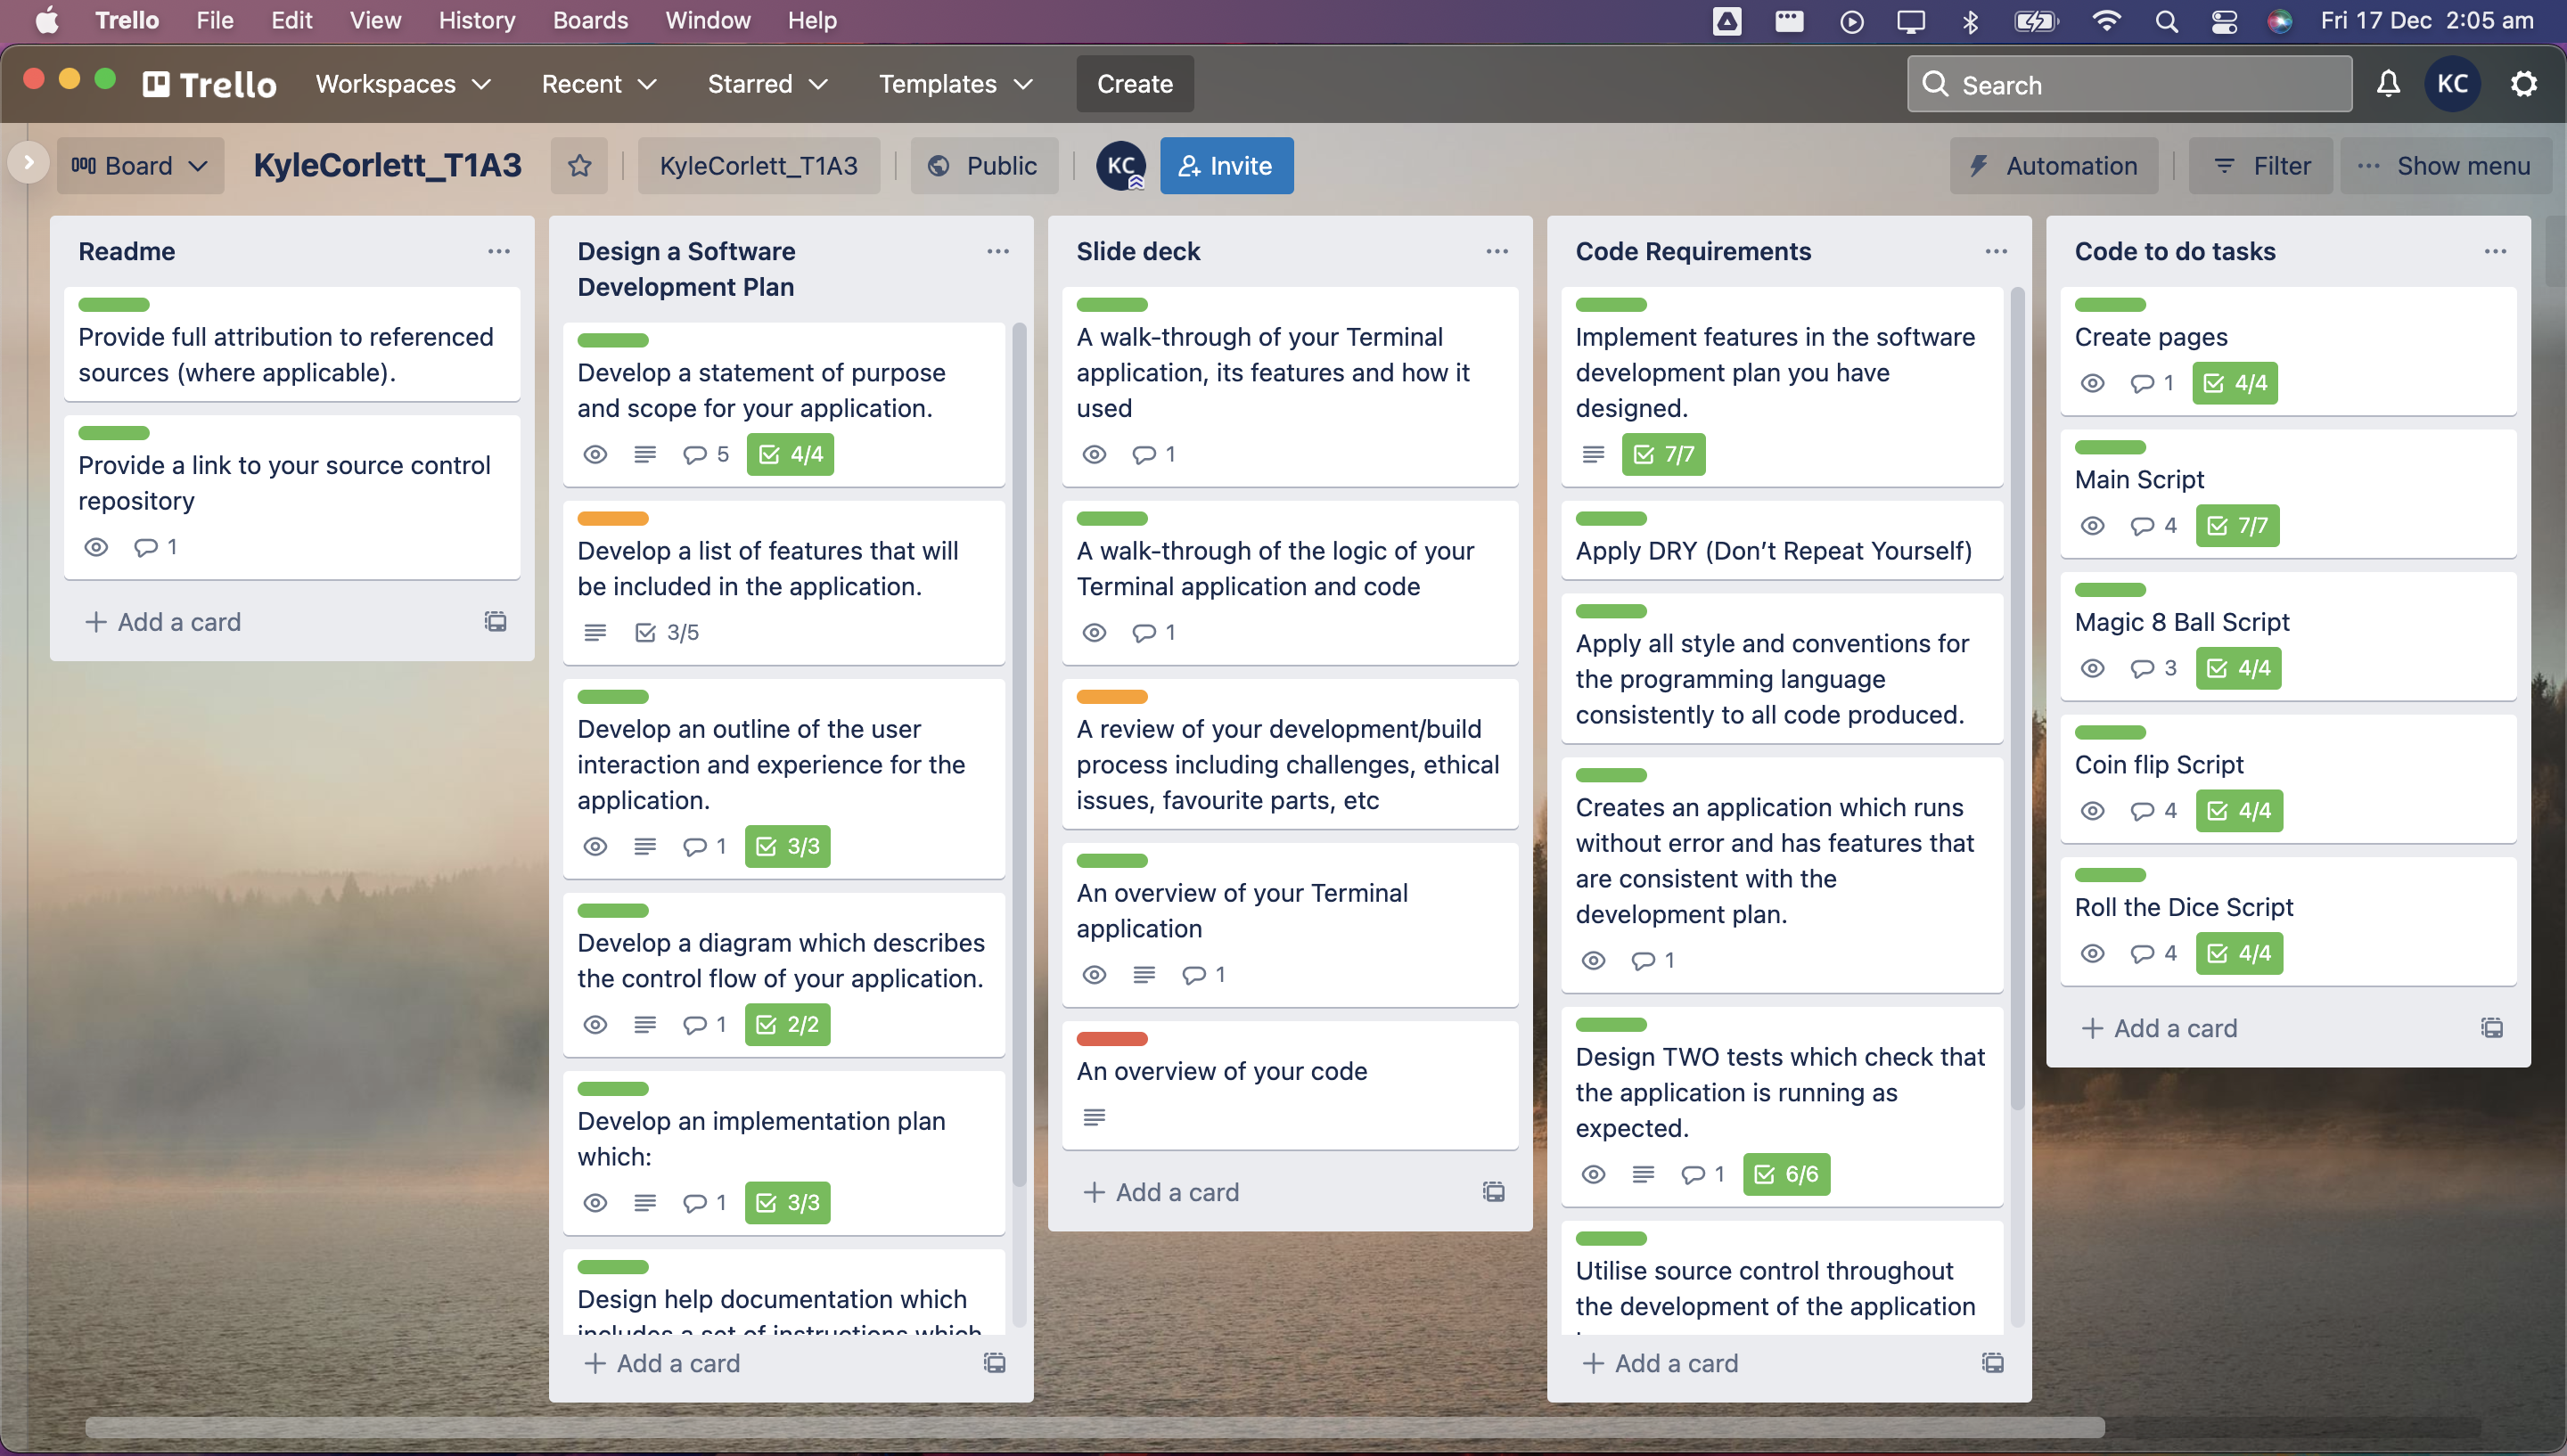 Trello File Edit View History Boards Window Help Fri 17 Dec 2:05 am
Trello Workspaces Recent Starred Templates Create Search KC
Board KyleCorlett_T1A3 KyleCorlett_T1A3 Public KC Invite Automation Filter ··· Show menu
Readme
Provide full attribution to referenced
sources (where applicable).
Provide a link to your source control
repository
1
+ Add a card
Design a Software
Development Plan
Develop a statement of purpose
and scope for your application.
5 4/4
Develop a list of features that will
be included in the application.
3/5
Develop an outline of the user
interaction and experience for the
application.
1 3/3
Develop a diagram which describes
the control flow of your application.
1 2/2
Develop an implementation plan
which:
1 3/3
Design help documentation which
includes a set of instructions which
+ Add a card
Slide deck
A walk-through of your Terminal
application, its features and how it
used
1
A walk-through of the logic of your
Terminal application and code
1
A review of your development/build
process including challenges, ethical
issues, favourite parts, etc
An overview of your Terminal
application
1
An overview of your code
+ Add a card
Code Requirements
Implement features in the software
development plan you have
designed.
7/7
Apply DRY (Don’t Repeat Yourself)
Apply all style and conventions for
the programming language
consistently to all code produced.
Creates an application which runs
without error and has features that
are consistent with the
development plan.
1
Design TWO tests which check that
the application is running as
expected.
1 6/6
Utilise source control throughout
the development of the application
+ Add a card
Code to do tasks
Create pages
1 4/4
Main Script
4 7/7
Magic 8 Ball Script
3 4/4
Coin flip Script
4 4/4
Roll the Dice Script
4 4/4
+ Add a card